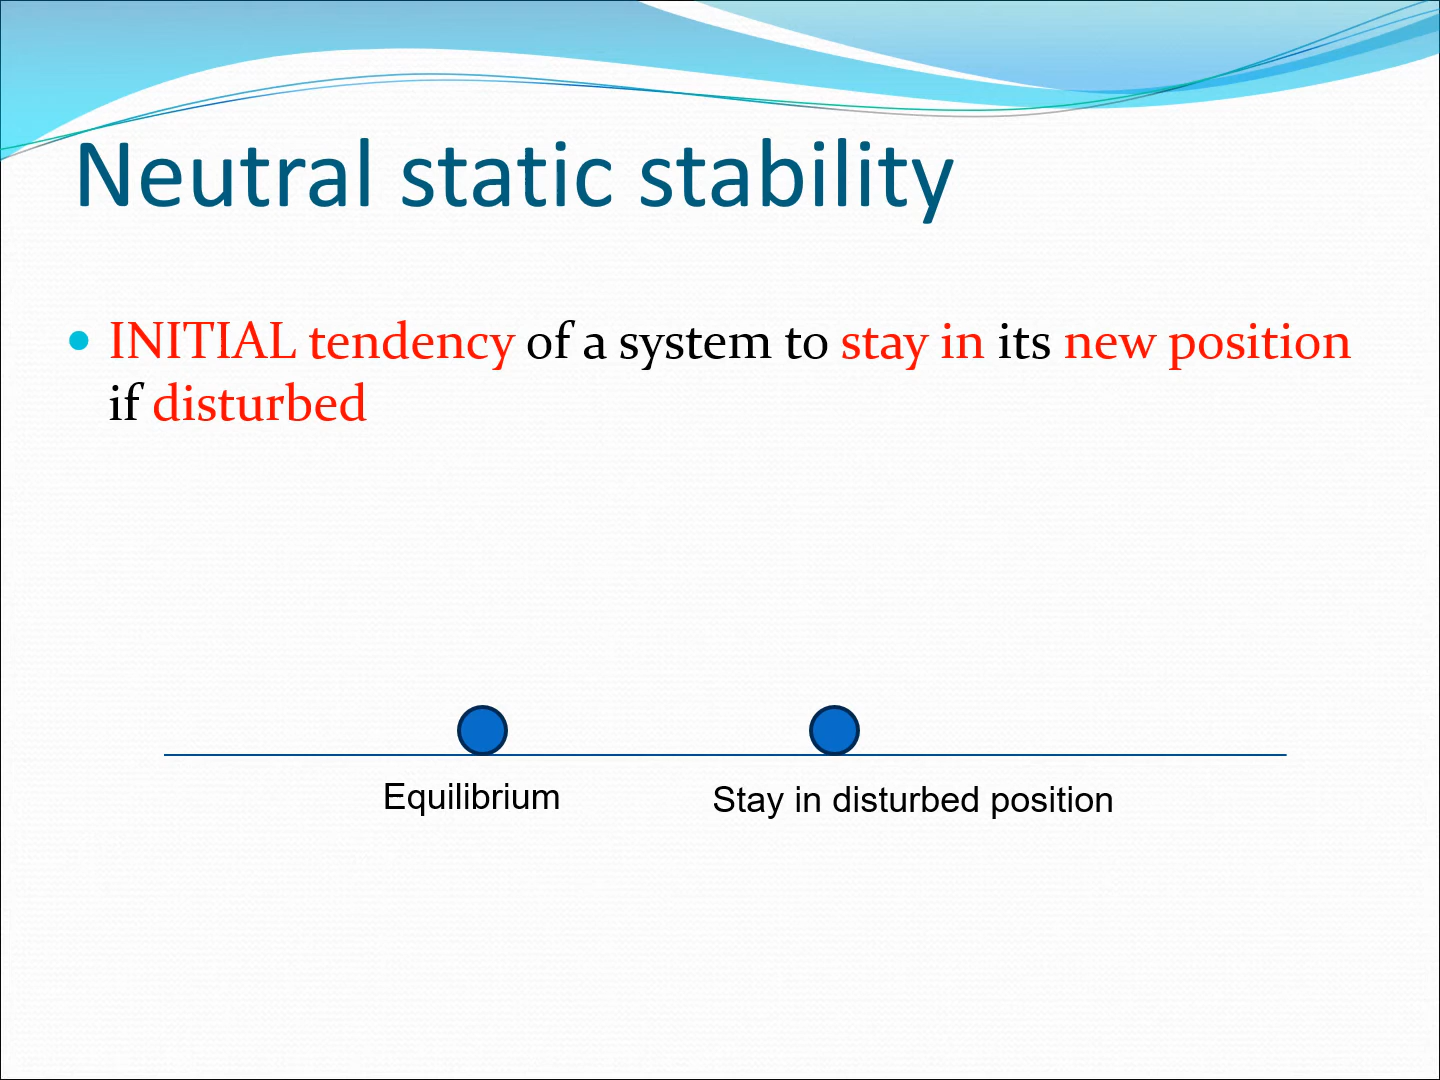 Neutral static stability
INITIAL tendency of a system to stay in its new position
if disturbed
Equilibrium
Stay in disturbed position